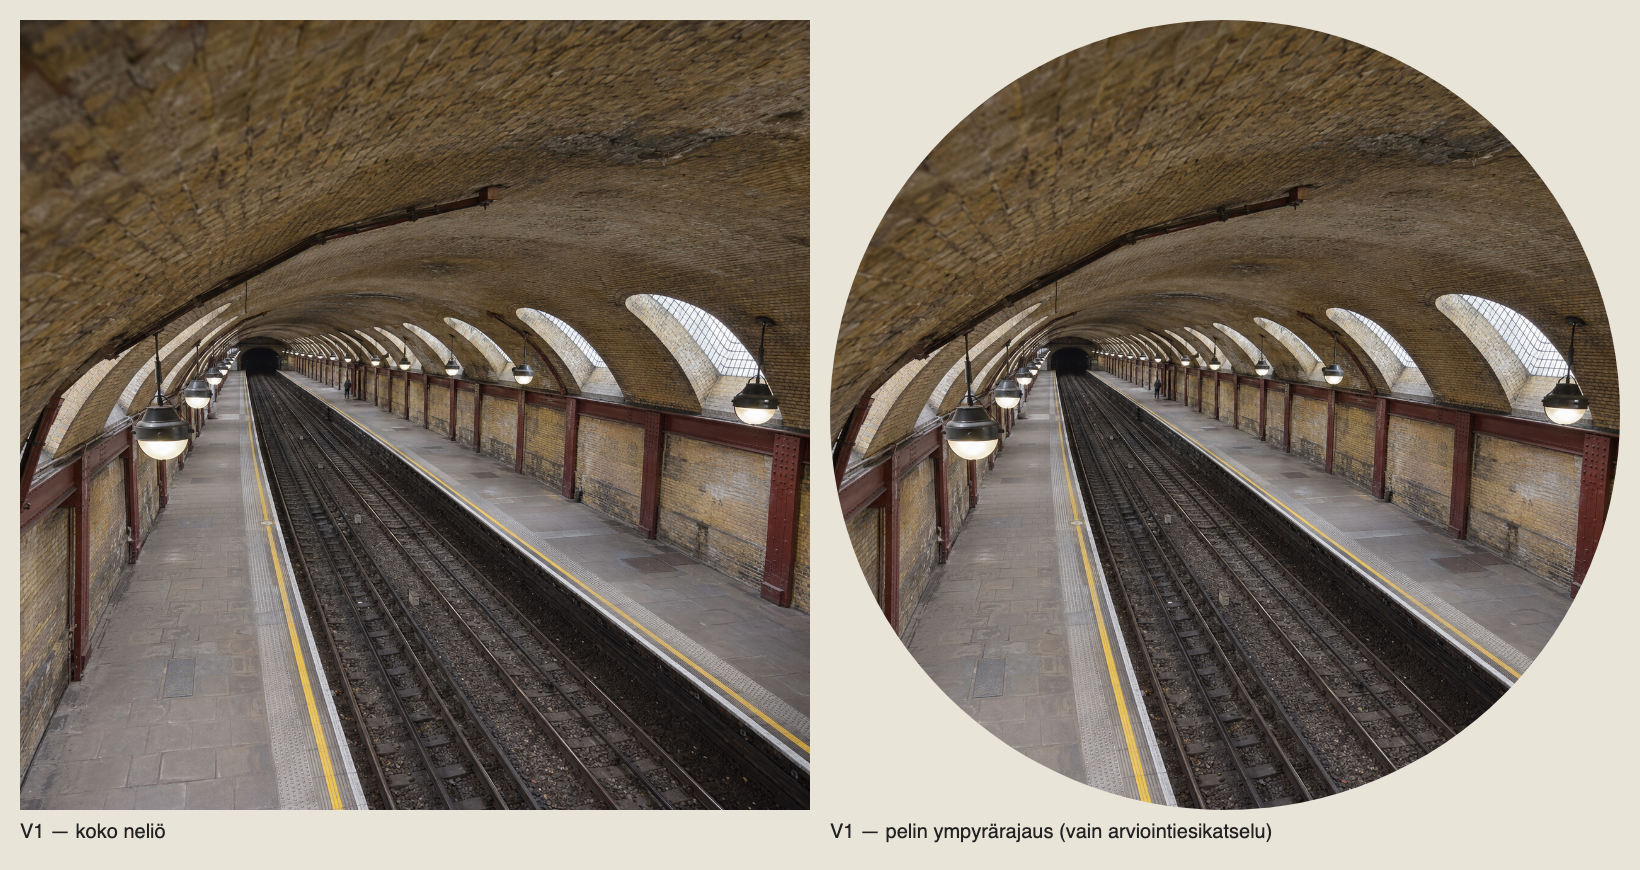 V1 — koko neliö
V1 — pelin ympyrärajaus (vain arviointiesikatselu)